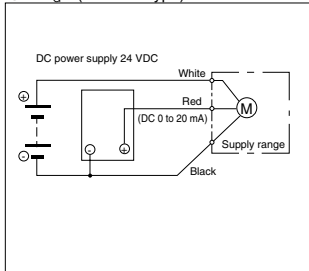 DC power supply 24 VDC
White
Red
(DC 0 to 20 mA)
M
Supply range
Black
+
-
-
+